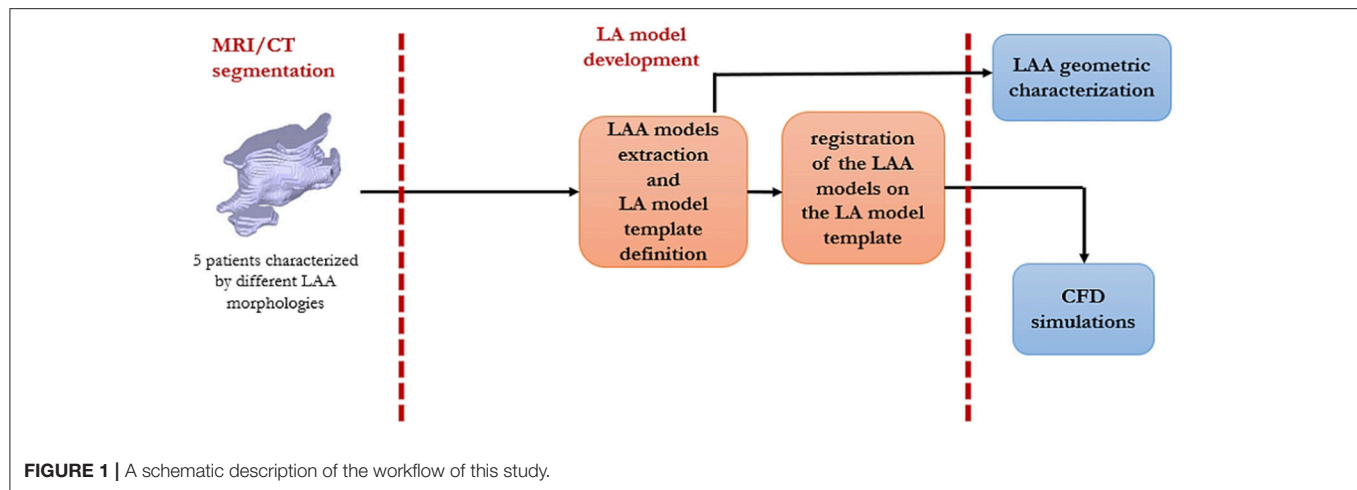 MRI/CT
segmentation
5 patients characterized
by different LAA
morphologies
LA model
development
LAA models
extraction
and
LA model
template
definition
registration
of the LAA
models on
the LA model
template
LAA geometric
characterization
CFD
simulations
FIGURE 1 | A schematic description of the workflow of this study.